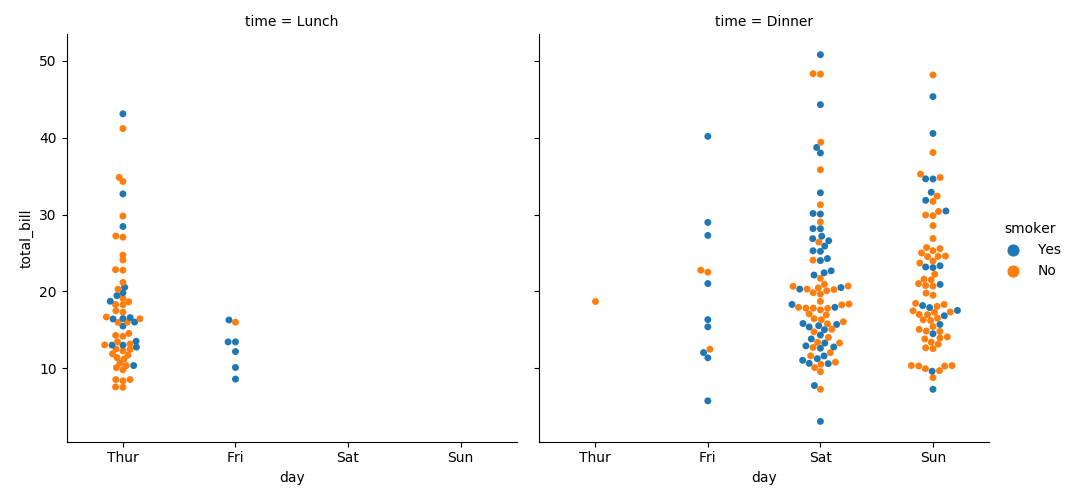 time = Lunch
time = Dinner
50
40
30
20
10
total_bill
Thur Fri Sat Sun
Thur Fri Sat Sun
day
day
smoker
Yes
No